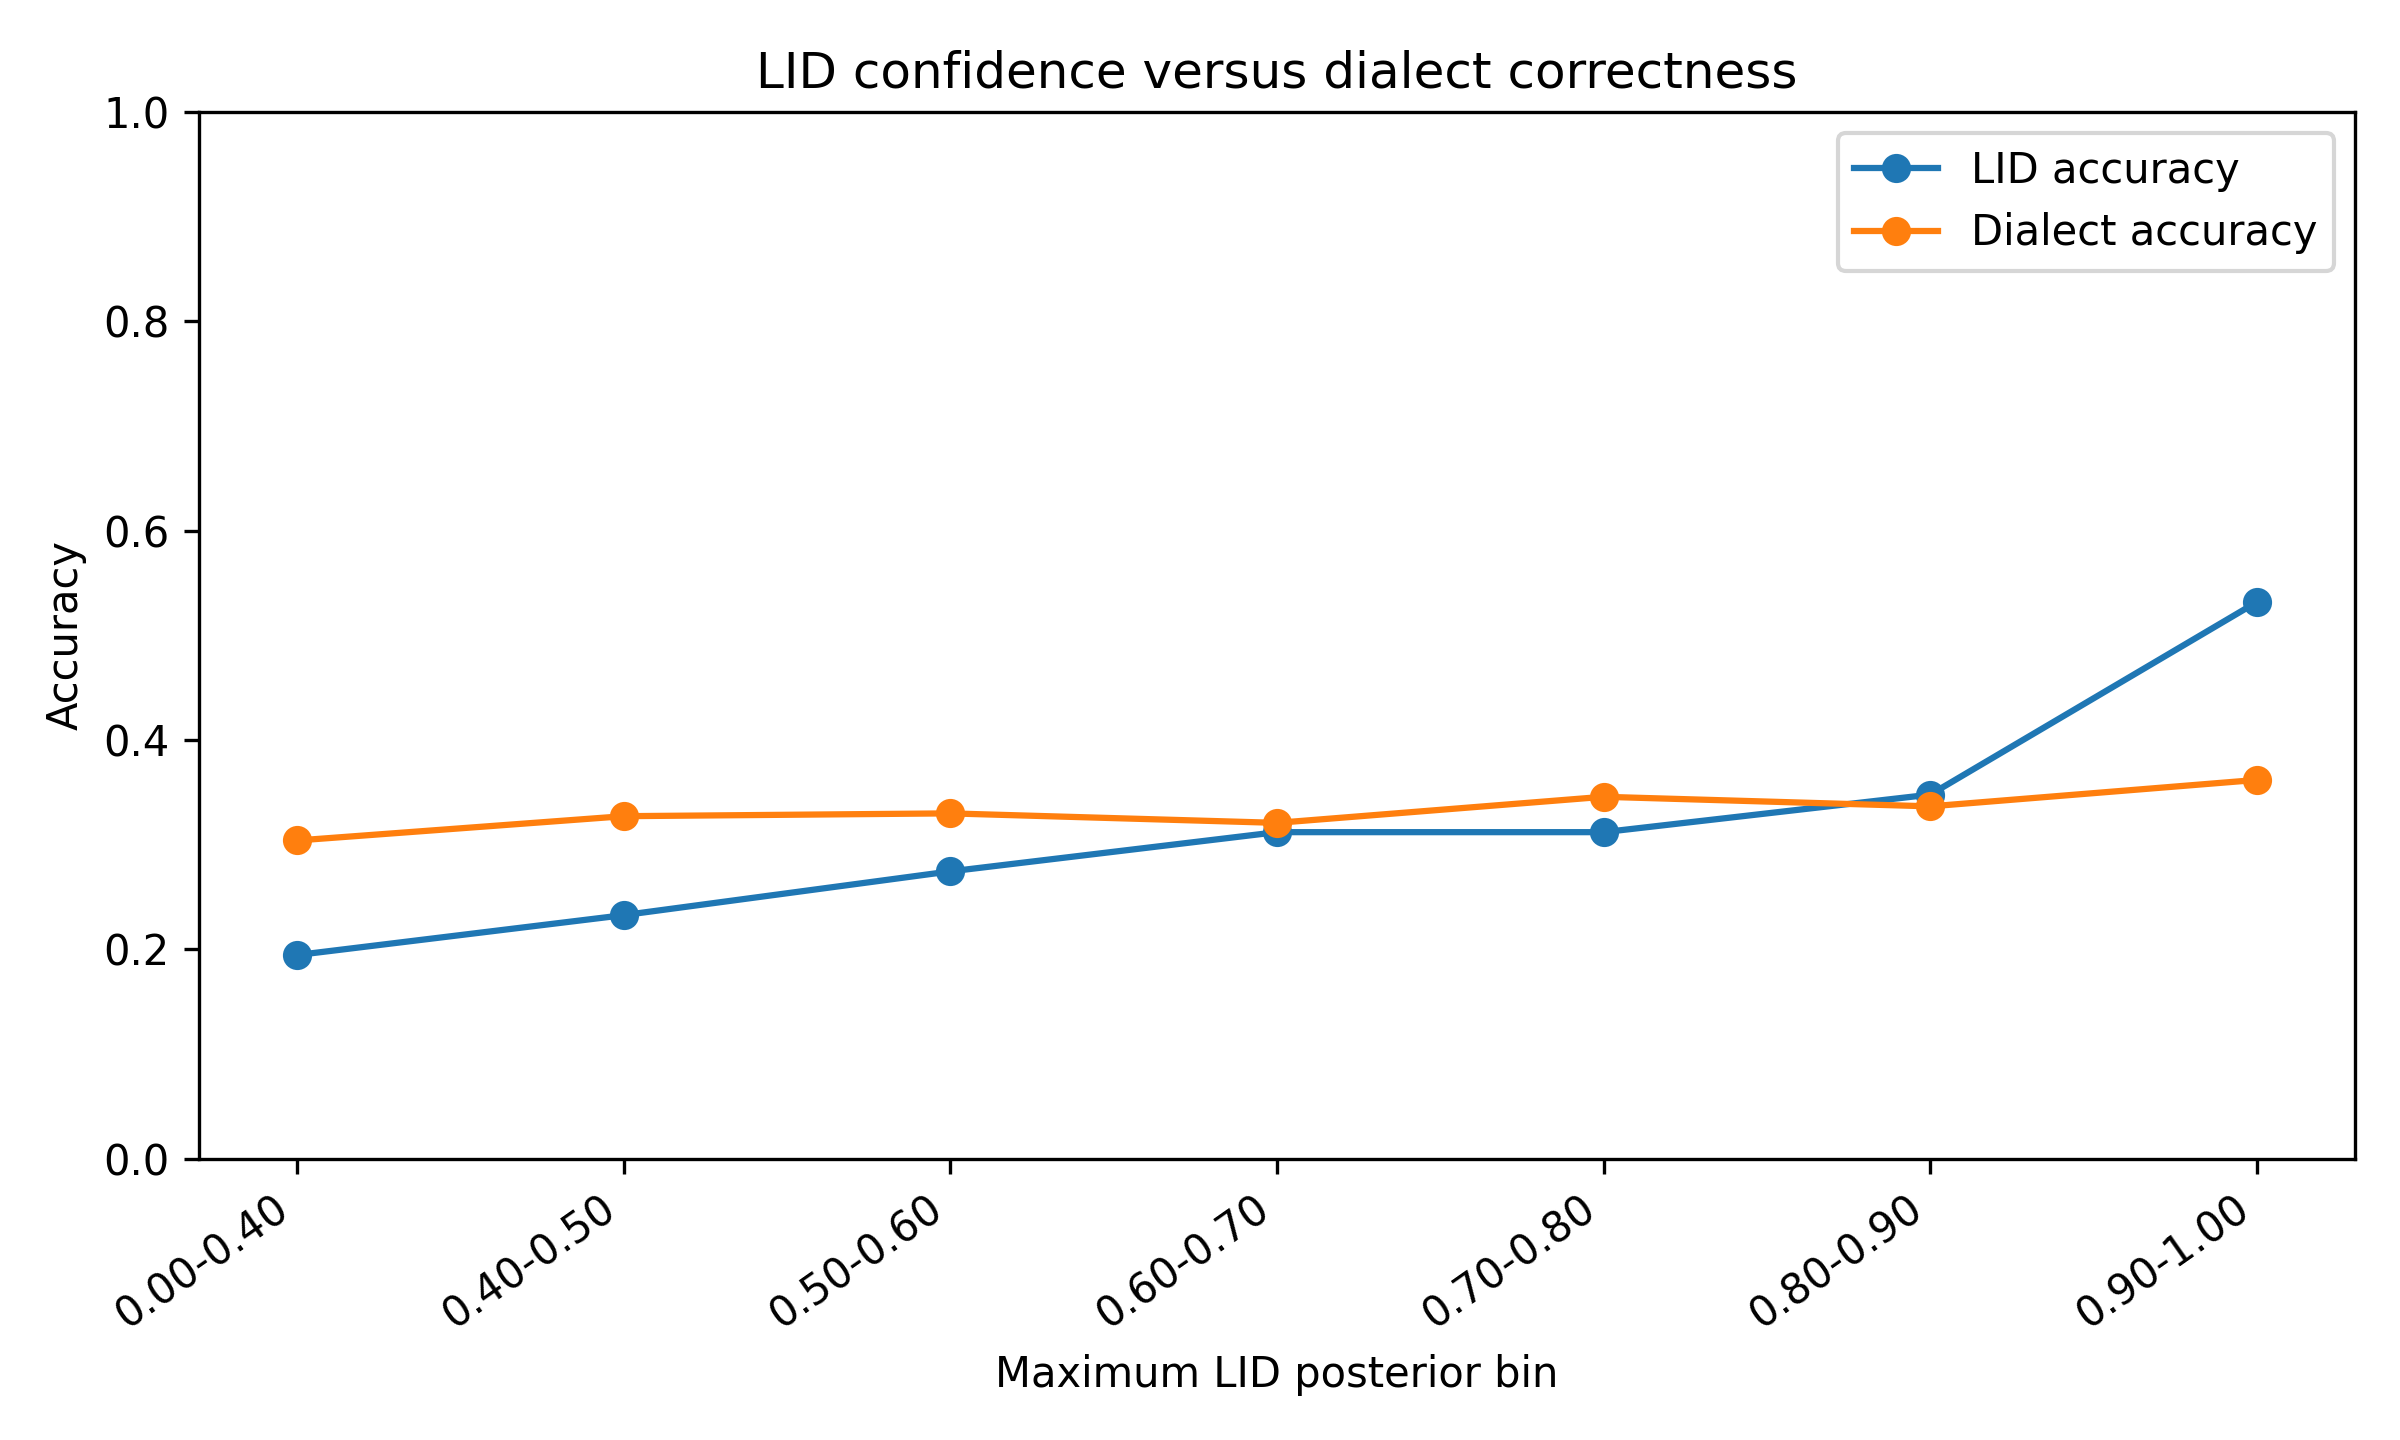 LID confidence versus dialect correctness
LID accuracy
Dialect accuracy
Accuracy
1.0
0.8
0.6
0.4
0.2
0.0
0.00-0.40
0.40-0.50
0.50-0.60
0.60-0.70
0.70-0.80
0.80-0.90
0.90-1.00
Maximum LID posterior bin